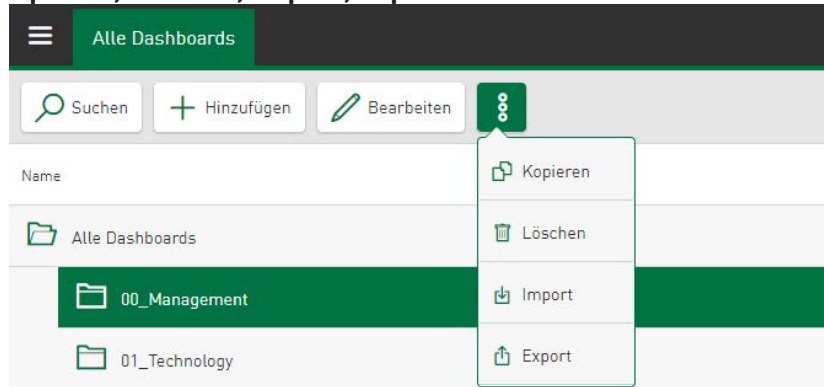 Alle Dashboards
Suchen Hinzufügen Bearbeiten
Name
Kopieren
Alle Dashboards
Löschen
00_Management
Import
01_Technology
Export